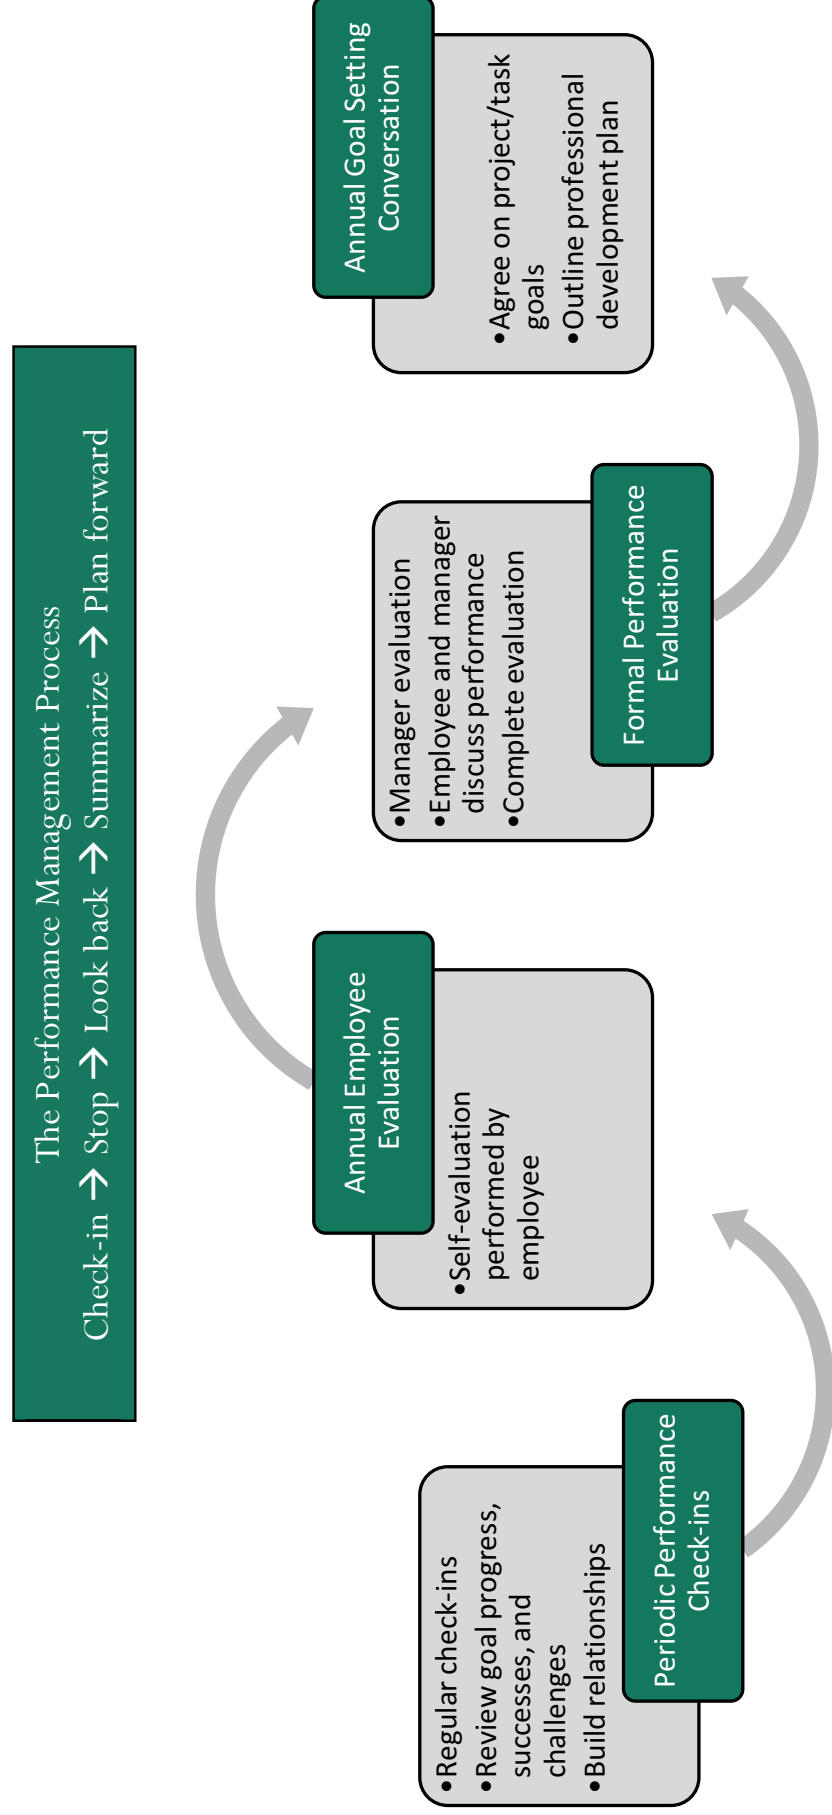 The Performance Management Process
Check-in → Stop → Look back → Summarize → Plan forward
•Regular check-ins
•Review goal progress,
successes, and
challenges
•Build relationships
Periodic Performance
Check-ins
Annual Employee
Evaluation
•Self-evaluation
performed by
employee
•Manager evaluation
•Employee and manager
discuss performance
•Complete evaluation
Formal Performance
Evaluation
Annual Goal Setting
Conversation
•Agree on project/task
goals
•Outline professional
development plan